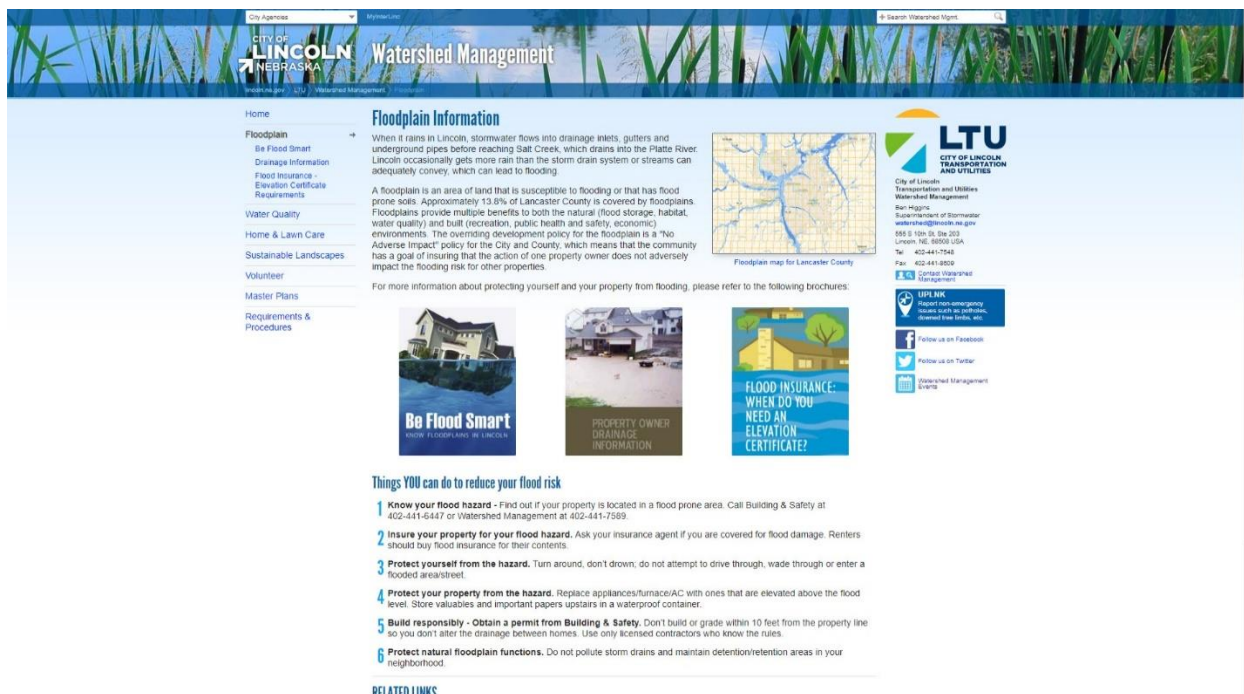 City Agencies
MyInterLinc
Search Watershed Mgmt.
CITY OF
LINCOLN
NEBRASKA
Watershed Management
lincoln.ne.gov
LTU
Watershed Management
Floodplain
Home
Floodplain
Be Flood Smart
Drainage Information
Flood Insurance -
Elevation Certificate
Requirements
Water Quality
Home & Lawn Care
Sustainable Landscapes
Volunteer
Master Plans
Requirements &
Procedures
Floodplain Information
When it rains in Lincoln, stormwater flows into drainage inlets, gutters and
underground pipes before reaching Salt Creek, which drains into the Platte River.
Lincoln occasionally gets more rain than the storm drain system or streams can
adequately convey, which can lead to flooding.
A floodplain is an area of land that is susceptible to flooding or that has flood
prone soils. Approximately 13.8% of Lancaster County is covered by floodplains.
Floodplains provide multiple benefits to both the natural (flood storage, habitat,
water quality) and built (recreation, public health and safety, economic)
environments. The overriding development policy for the floodplain is a "No
Adverse Impact" policy for the City and County, which means that the community
has a goal of insuring that the action of one property owner does not adversely
impact the flooding risk for other properties.
Floodplain map for Lancaster County
For more information about protecting yourself and your property from flooding, please refer to the following brochures:
Be Flood Smart
KNOW FLOODPLAINS IN LINCOLN
PROPERTY OWNER
DRAINAGE
INFORMATION
FLOOD INSURANCE:
WHEN DO YOU
NEED AN
ELEVATION
CERTIFICATE?
Things YOU can do to reduce your flood risk
1 Know your flood hazard - Find out if your property is located in a flood prone area. Call Building & Safety at
402-441-6447 or Watershed Management at 402-441-7589.
2 Insure your property for your flood hazard. Ask your insurance agent if you are covered for flood damage. Renters
should buy flood insurance for their contents.
3 Protect yourself from the hazard. Turn around, don't drown; do not attempt to drive through, wade through or enter a
flooded area/street.
4 Protect your property from the hazard. Replace appliances/furnace/AC with ones that are elevated above the flood
level. Store valuables and important papers upstairs in a waterproof container.
5 Build responsibly - Obtain a permit from Building & Safety. Don't build or grade within 10 feet from the property line
so you don't alter the drainage between homes. Use only licensed contractors who know the rules.
6 Protect natural floodplain functions. Do not pollute storm drains and maintain detention/retention areas in your
neighborhood.
RELATED LINKS
LTU
CITY OF LINCOLN
TRANSPORTATION
AND UTILITIES
City of Lincoln
Transportation and Utilities
Watershed Management
Ben Higgins
Superintendent of Stormwater
watershed@lincoln.ne.gov
555 S 10th St, Ste 203
Lincoln, NE, 68508 USA
Tel 402-441-7548
Fax 402-441-8609
Contact Watershed
Management
UPLNK
Report non-emergency
issues such as potholes,
downed tree limbs, etc.
Follow us on Facebook
Follow us on Twitter
Watershed Management
Events